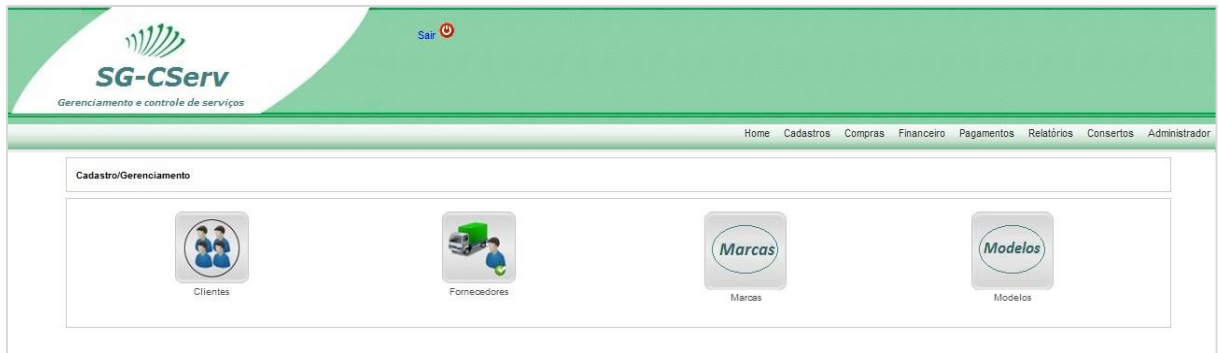 Sair
SG-CServ
Gerenciamento e controle de serviços
Home Cadastros Compras Financeiro Pagamentos Relatórios Consertos Administrador
Cadastro/Gerenciamento
Marcas Modelos
Clientes Fornecedores Marcas Modelos